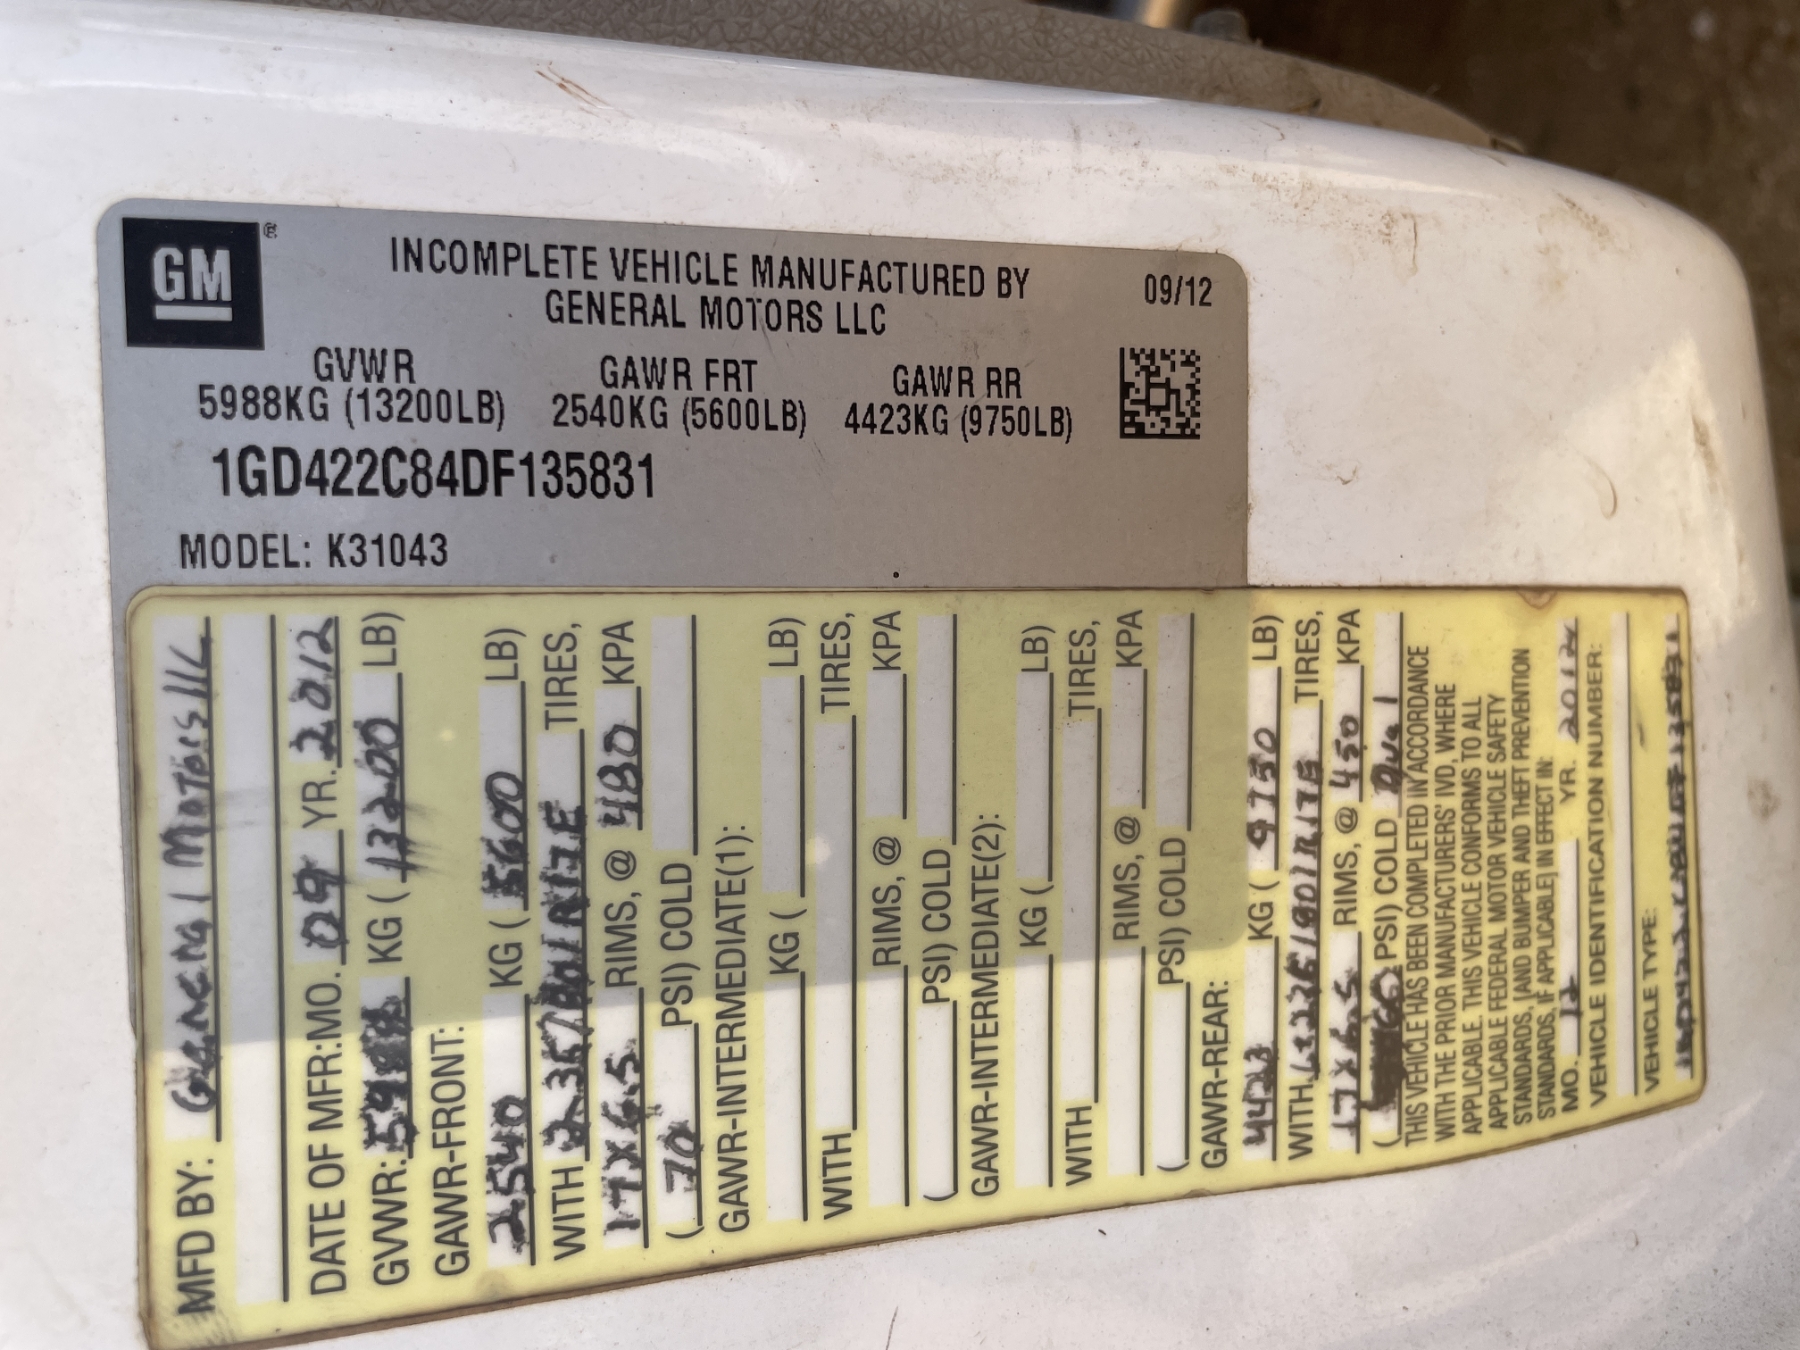 GM®
INCOMPLETE VEHICLE MANUFACTURED BY
GENERAL MOTORS LLC
09/12
GVWR GAWR FRT GAWR RR
5988KG (13200LB) 2540KG (5600LB) 4423KG (9750LB)
1GD422C84DF135831
MODEL: K31043
MFD BY: General Motors LLC
DATE OF MFR:MO. 09 YR. 2012
GVWR: KG ( 13200 LB)
GAWR-FRONT:
2540 KG ( 5600 LB)
WITH TIRES,
17X6.5 RIMS, @ 480 KPA
( 70 PSI) COLD
GAWR-INTERMEDIATE(1):
KG ( LB)
WITH TIRES,
RIMS, @ KPA
( PSI) COLD
GAWR-INTERMEDIATE(2):
KG ( LB)
WITH TIRES,
RIMS, @ KPA
( PSI) COLD
GAWR-REAR:
4423 KG ( 9750 LB)
WITH TIRES,
17X6.5 RIMS, @ 450 KPA
( PSI) COLD Dual
THIS VEHICLE HAS BEEN COMPLETED IN ACCORDANCE
WITH THE PRIOR MANUFACTURERS' IVD, WHERE
APPLICABLE. THIS VEHICLE CONFORMS TO ALL
APPLICABLE FEDERAL MOTOR VEHICLE SAFETY
STANDARDS, [AND BUMPER AND THEFT PREVENTION
STANDARDS, IF APPLICABLE] IN EFFECT IN:
MO. 12 YR. 2012
VEHICLE IDENTIFICATION NUMBER:
VEHICLE TYPE: